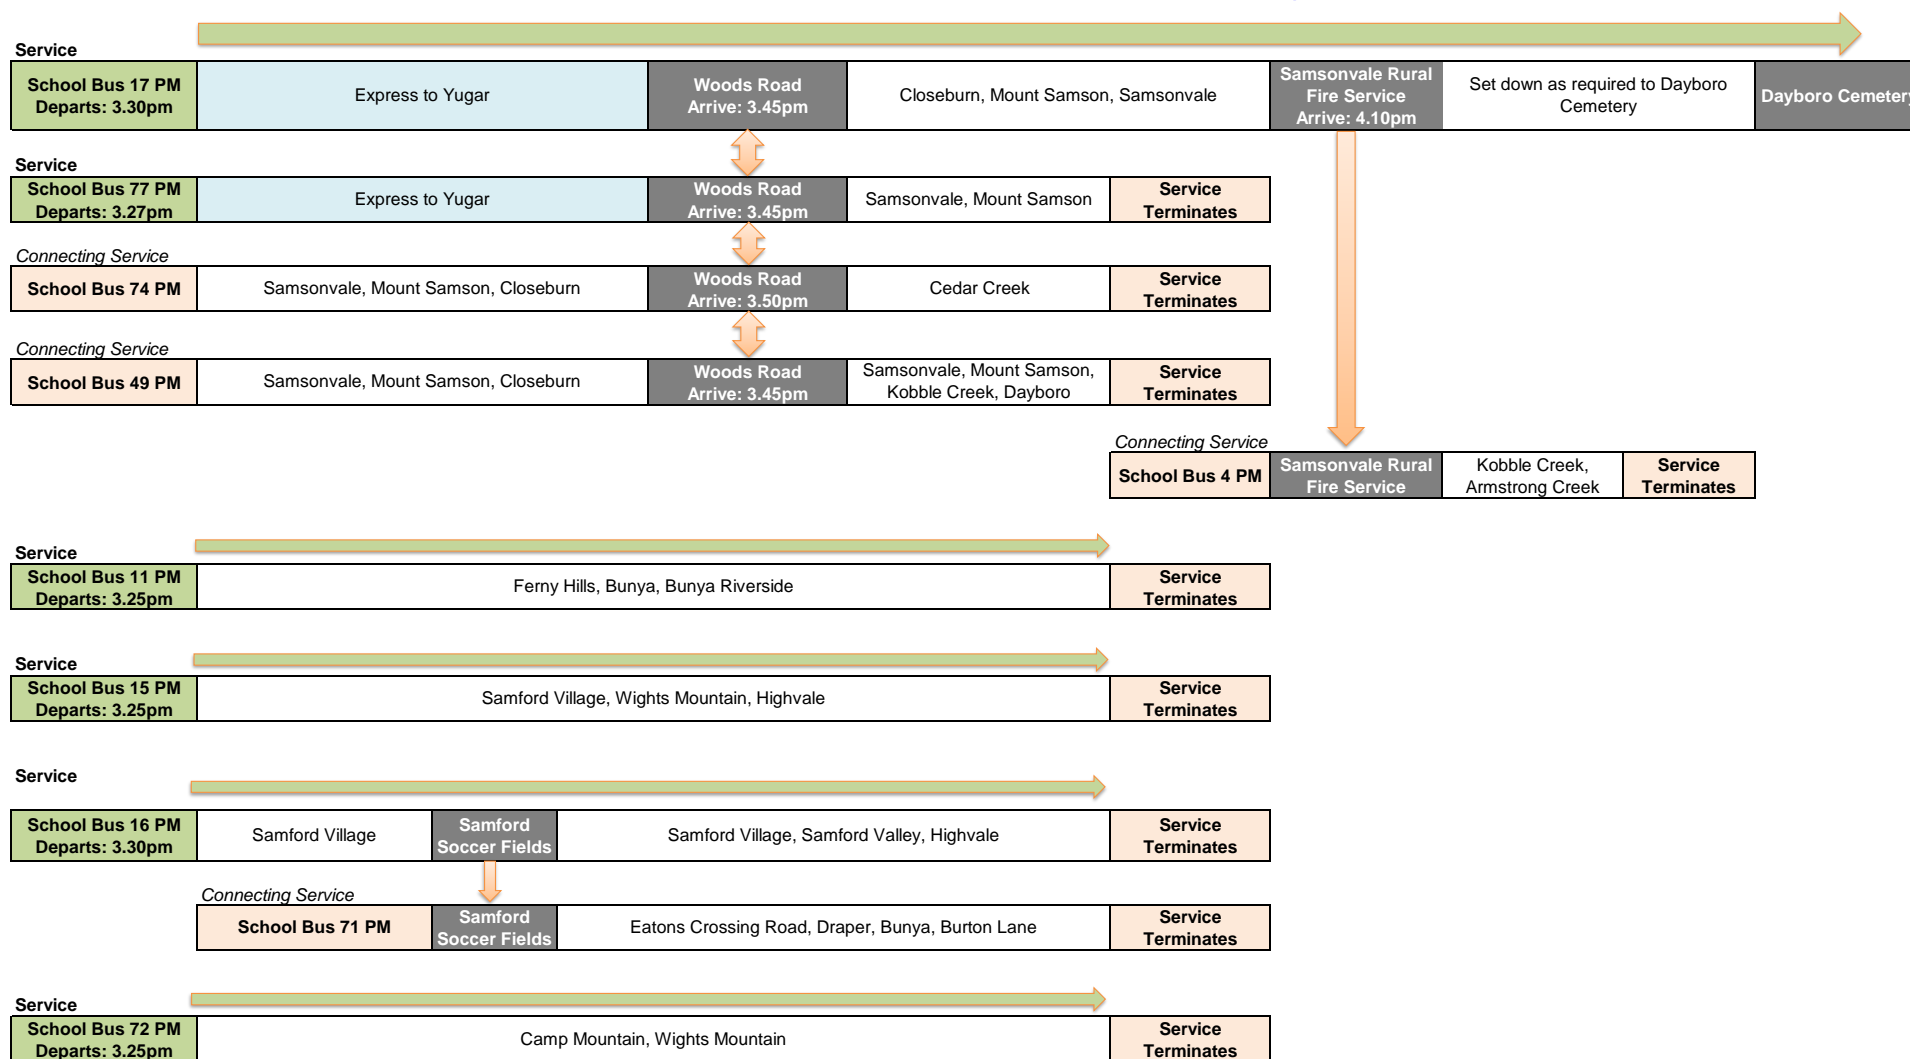 Service
School Bus 17 PM
Departs: 3.30pm
Express to Yugar
Woods Road
Arrive: 3.45pm
Closeburn, Mount Samson, Samsonvale
Samsonvale Rural
Fire Service
Arrive: 4.10pm
Set down as required to Dayboro
Cemetery
Dayboro Cemetery
Service
School Bus 77 PM
Departs: 3.27pm
Express to Yugar
Woods Road
Arrive: 3.45pm
Samsonvale, Mount Samson
Service
Terminates
Connecting Service
School Bus 74 PM
Samsonvale, Mount Samson, Closeburn
Woods Road
Arrive: 3.50pm
Cedar Creek
Service
Terminates
Connecting Service
School Bus 49 PM
Samsonvale, Mount Samson, Closeburn
Woods Road
Arrive: 3.45pm
Samsonvale, Mount Samson,
Kobble Creek, Dayboro
Service
Terminates
Connecting Service
School Bus 4 PM
Samsonvale Rural
Fire Service
Kobble Creek,
Armstrong Creek
Service
Terminates
Service
School Bus 11 PM
Departs: 3.25pm
Ferny Hills, Bunya, Bunya Riverside
Service
Terminates
Service
School Bus 15 PM
Departs: 3.25pm
Samford Village, Wights Mountain, Highvale
Service
Terminates
Service
School Bus 16 PM
Departs: 3.30pm
Samford Village
Samford
Soccer Fields
Samford Village, Samford Valley, Highvale
Service
Terminates
Connecting Service
School Bus 71 PM
Samford
Soccer Fields
Eatons Crossing Road, Draper, Bunya, Burton Lane
Service
Terminates
Service
School Bus 72 PM
Departs: 3.25pm
Camp Mountain, Wights Mountain
Service
Terminates